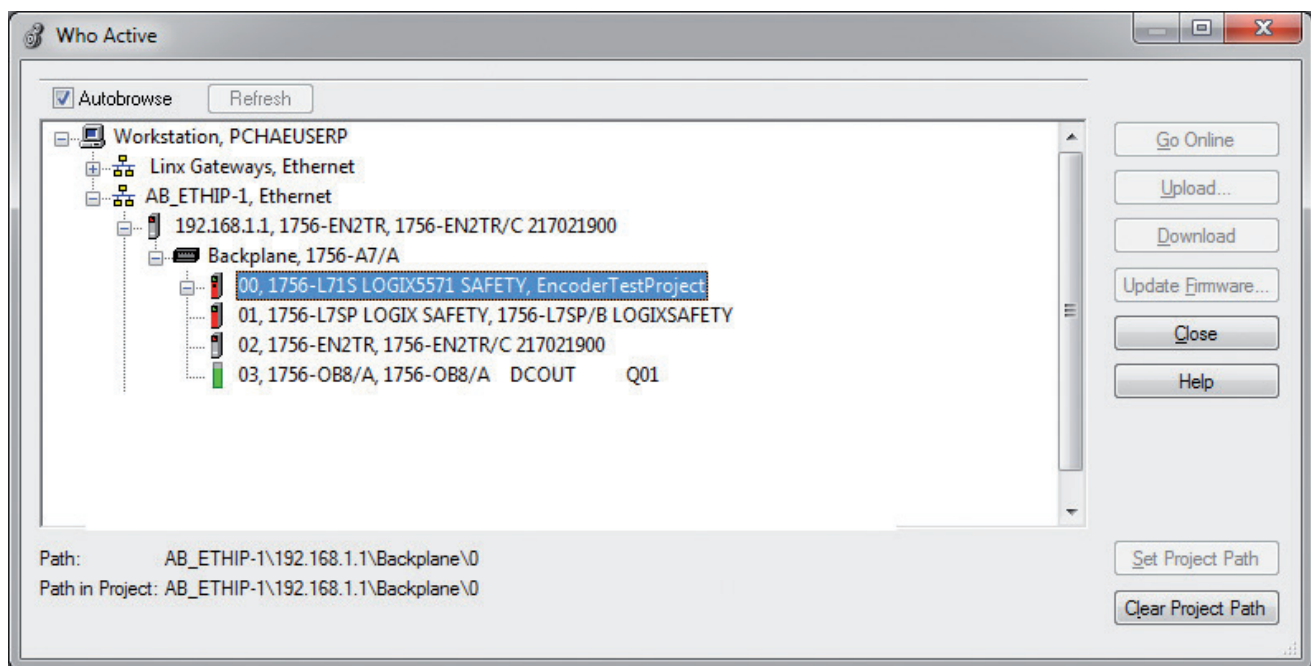 Who Active
Autobrowse Refresh
Workstation, PCHAEUSERP
Linx Gateways, Ethernet
AB_ETHIP-1, Ethernet
192.168.1.1, 1756-EN2TR, 1756-EN2TR/C 217021900
Backplane, 1756-A7/A
00, 1756-L71S LOGIX5571 SAFETY, EncoderTestProject
01, 1756-L7SP LOGIX SAFETY, 1756-L7SP/B LOGIXSAFETY
02, 1756-EN2TR, 1756-EN2TR/C 217021900
03, 1756-OB8/A, 1756-OB8/A DCOUT Q01
Go Online
Upload...
Download
Update Firmware...
Close
Help
Path: AB_ETHIP-1\192.168.1.1\Backplane\0
Path in Project: AB_ETHIP-1\192.168.1.1\Backplane\0
Set Project Path
Clear Project Path